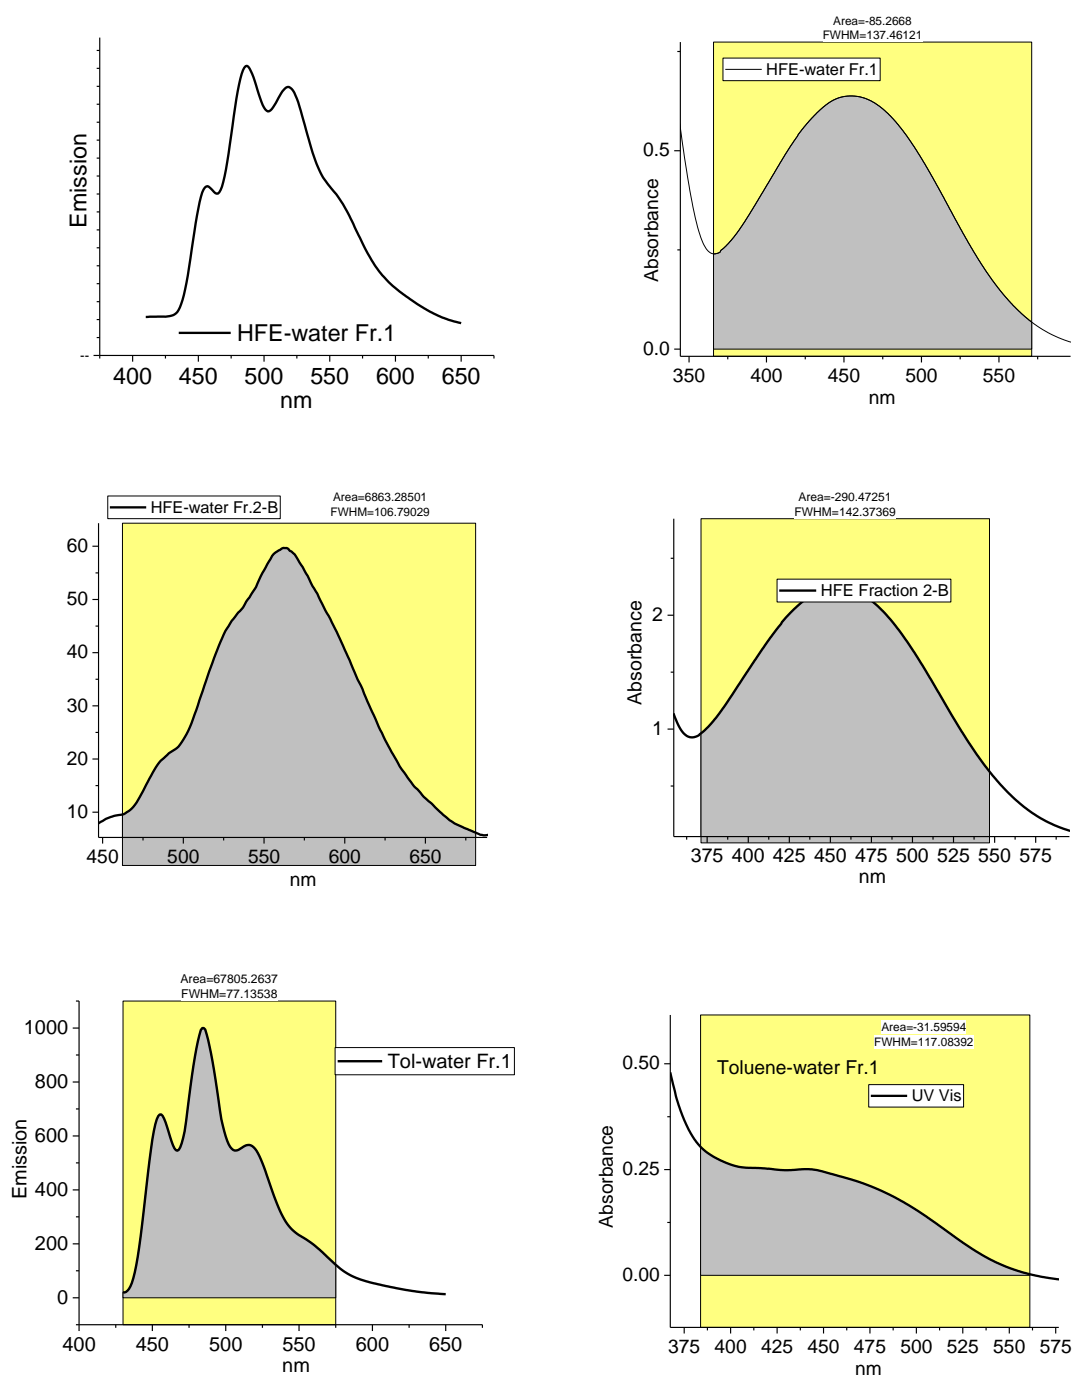 Emission
HFE-water Fr.1
--
400 450 500 550 600 650
nm
Area=-85.2668
FWHM=137.46121
HFE-water Fr.1
Absorbance
0.5
0.0
350 400 450 500 550
nm
HFE-water Fr.2-B
Area=6863.28501
FWHM=106.79029
60
50
40
30
20
10
450 500 550 600 650
nm
Area=-290.47251
FWHM=142.37369
HFE Fraction 2-B
Absorbance
2
1
375 400 425 450 475 500 525 550 575
nm
Area=67805.2637
FWHM=77.13538
Tol-water Fr.1
Emission
1000
800
600
400
200
0
400 450 500 550 600 650
nm
Area=-31.59594
FWHM=117.08392
Toluene-water Fr.1
UV Vis
Absorbance
0.50
0.25
0.00
375 400 425 450 475 500 525 550 575
nm